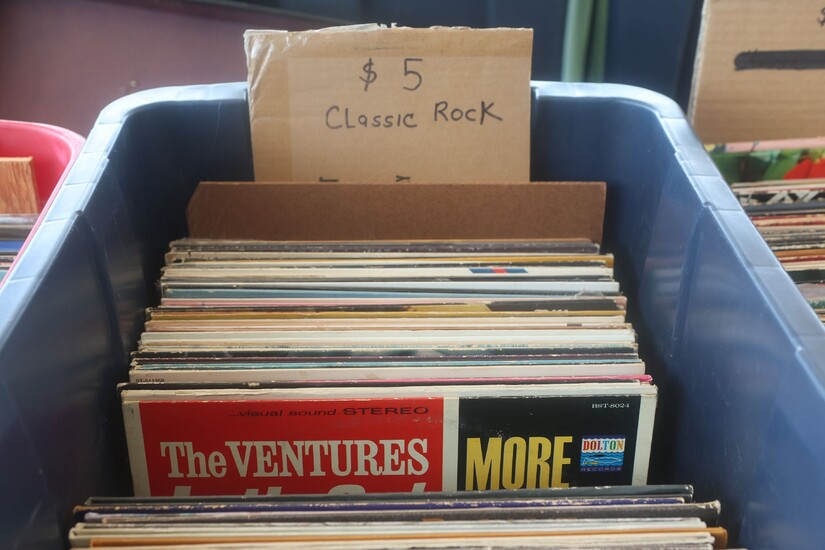 $ 5
Classic Rock
...visual sound STEREO
BST-8024
The VENTURES
MORE
DOLTON
RECORDS